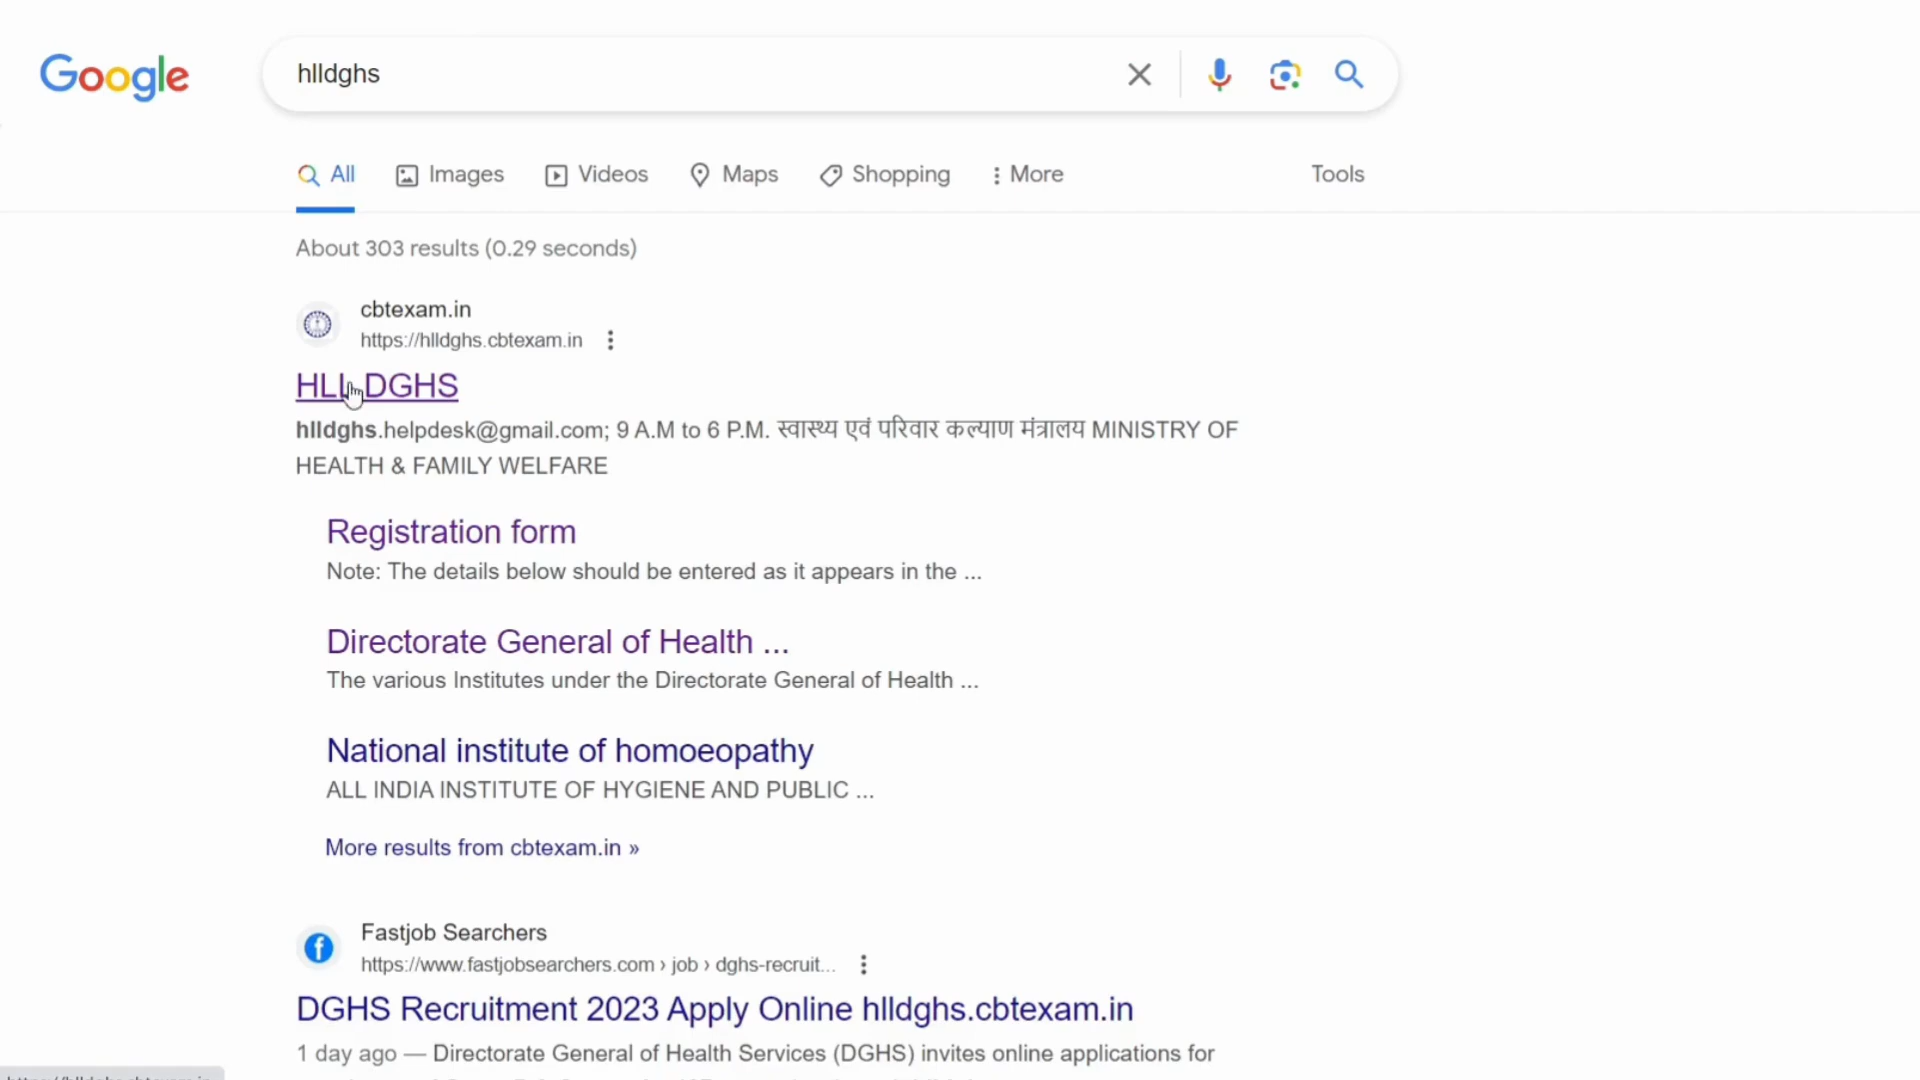 Google
hlldghs
All Images Videos Maps Shopping More Tools
About 303 results (0.29 seconds)
cbtexam.in
https://hlldghs.cbtexam.in
HLL DGHS
hlldghs.helpdesk@gmail.com; 9 A.M to 6 P.M. स्वास्थ्य एवं परिवार कल्याण मंत्रालय MINISTRY OF
HEALTH & FAMILY WELFARE
Registration form
Note: The details below should be entered as it appears in the ...
Directorate General of Health ...
The various Institutes under the Directorate General of Health ...
National institute of homoeopathy
ALL INDIA INSTITUTE OF HYGIENE AND PUBLIC ...
More results from cbtexam.in »
Fastjob Searchers
https://www.fastjobsearchers.com › job › dghs-recruit...
DGHS Recruitment 2023 Apply Online hlldghs.cbtexam.in
1 day ago — Directorate General of Health Services (DGHS) invites online applications for